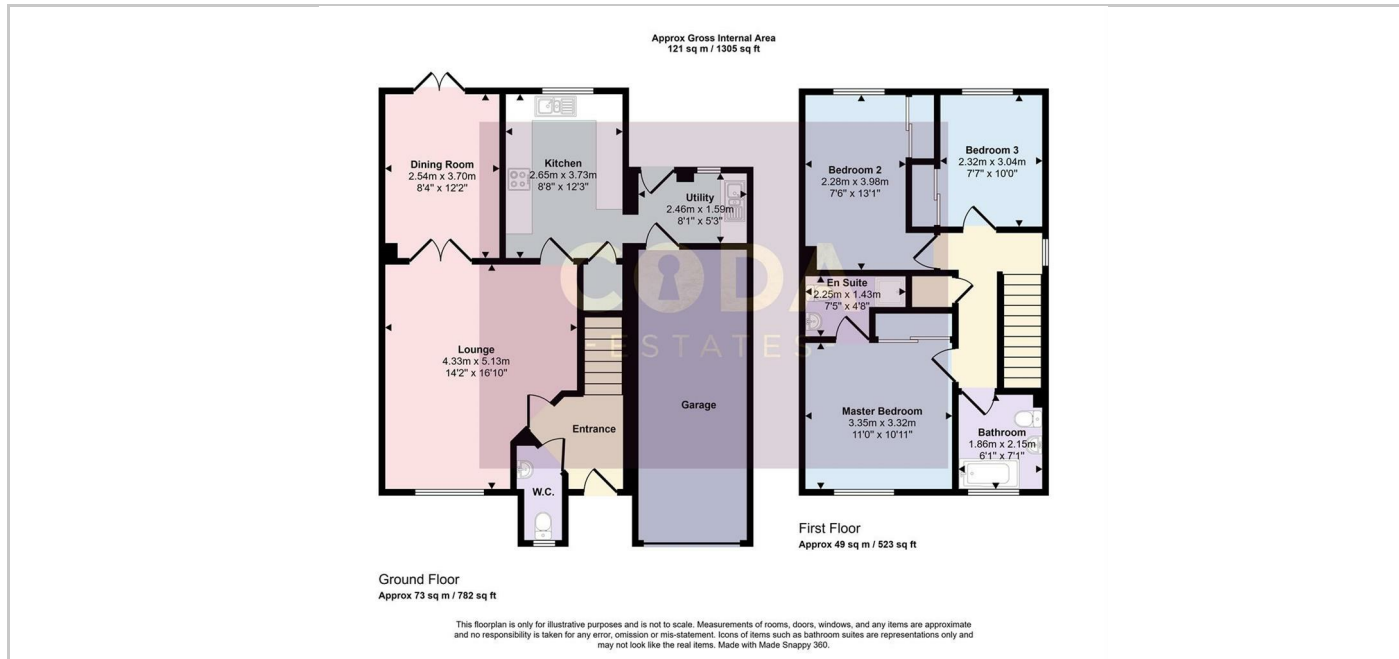 Approx Gross Internal Area
121 sq m / 1305 sq ft
Dining Room
2.54m x 3.70m
8'4" x 12'2"
Kitchen
2.65m x 3.73m
8'8" x 12'3"
Utility
2.46m x 1.59m
8'1" x 5'3"
Lounge
4.33m x 5.13m
14'2" x 16'10"
Entrance
W.C.
Garage
Ground Floor
Approx 73 sq m / 782 sq ft
Bedroom 2
2.28m x 3.98m
7'6" x 13'1"
Bedroom 3
2.32m x 3.04m
7'7" x 10'0"
En Suite
2.25m x 1.43m
7'5" x 4'8"
Master Bedroom
3.35m x 3.32m
11'0" x 10'11"
Bathroom
1.86m x 2.15m
6'1" x 7'1"
First Floor
Approx 49 sq m / 523 sq ft
CODA
-ESTATES-
This floorplan is only for illustrative purposes and is not to scale. Measurements of rooms, doors, windows, and any items are approximate
and no responsibility is taken for any error, omission or mis-statement. Icons of items such as bathroom suites are representations only and
may not look like the real items. Made with Made Snappy 360.